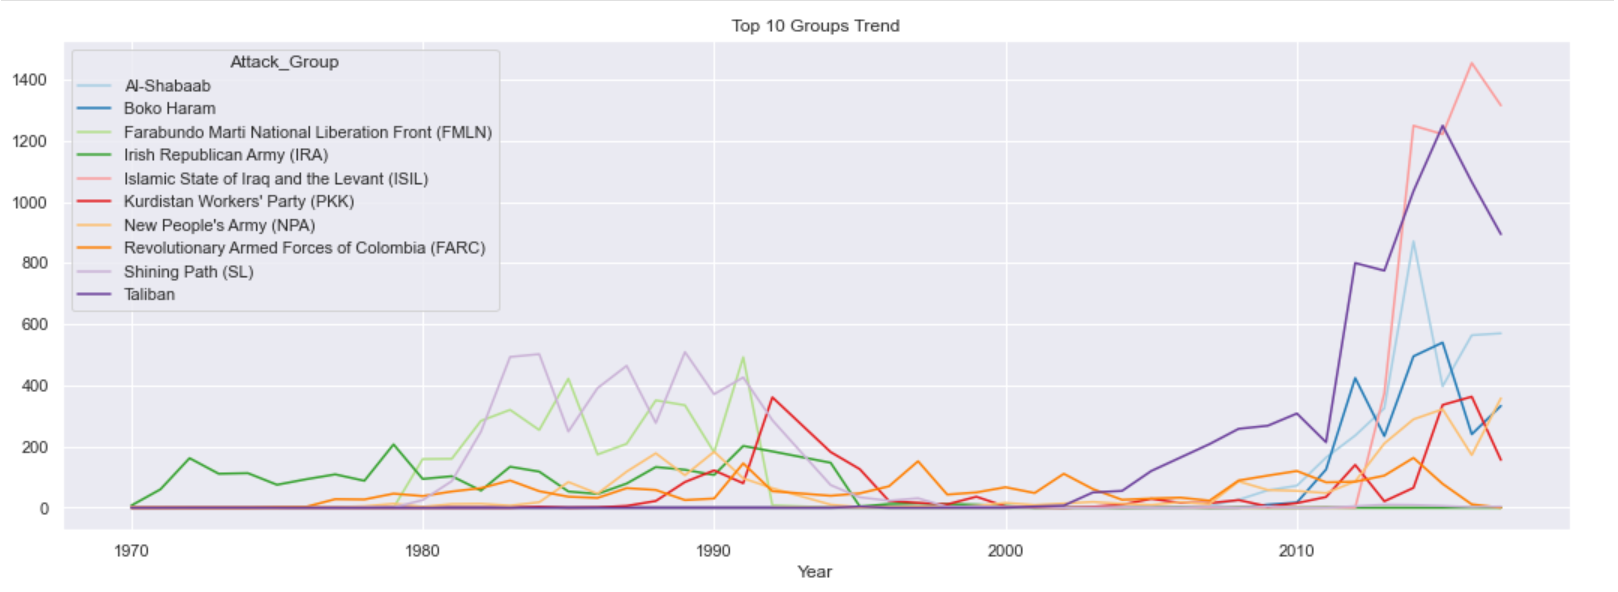 Top 10 Groups Trend
Attack_Group
Al-Shabaab
Boko Haram
Farabundo Marti National Liberation Front (FMLN)
Irish Republican Army (IRA)
Islamic State of Iraq and the Levant (ISIL)
Kurdistan Workers' Party (PKK)
New People's Army (NPA)
Revolutionary Armed Forces of Colombia (FARC)
Shining Path (SL)
Taliban
1400
1200
1000
800
600
400
200
0
1970 1980 1990 2000 2010
Year